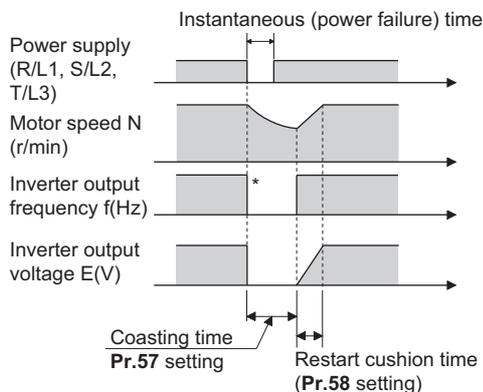 Instantaneous (power failure) time
Power supply
(R/L1, S/L2,
T/L3)
Motor speed N
(r/min)
Inverter output
frequency f(Hz)
*
Inverter output
voltage E(V)
Coasting time
Pr.57 setting
Restart cushion time
(Pr.58 setting)